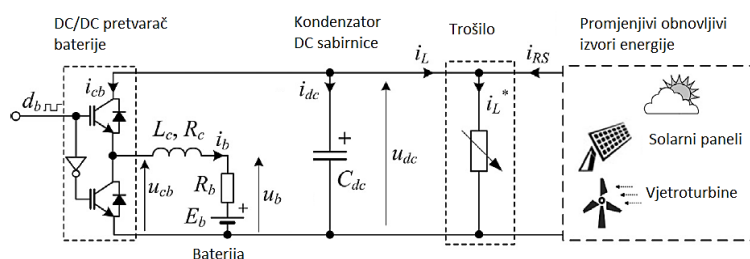 DC/DC pretvarač
baterije
Kondenzator
DC sabirnice
Trošilo
Promjenjivi obnovljivi
izvori energije
i_cb
i_dc
i_L
i_RS
d_b
L_c, R_c
i_b
i_L*
Solarni paneli
u_cb
R_b
u_b
+
C_dc
u_dc
E_b
+
Vjetroturbine
Baterija